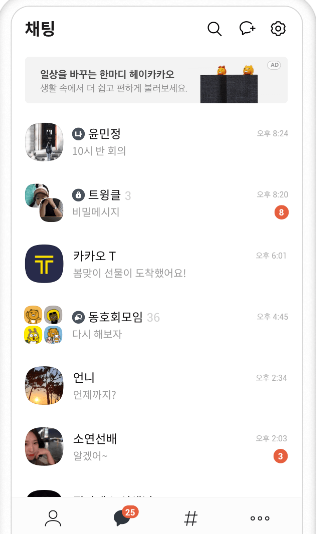 채팅
일상을 바꾸는 한마디 헤이카카오
AD
생활 속에서 더 쉽고 편하게 불러보세요.
나 윤민정 오후 8:24
10시 반 회의
트윙클 3 오후 8:20
비밀메시지 8
카카오 T 오후 6:01
봄맞이 선물이 도착했어요!
동호회모임 36 오후 4:45
다시 해보자
언니 오후 2:34
언제까지?
소연선배 오후 2:03
알겠어~ 3
25